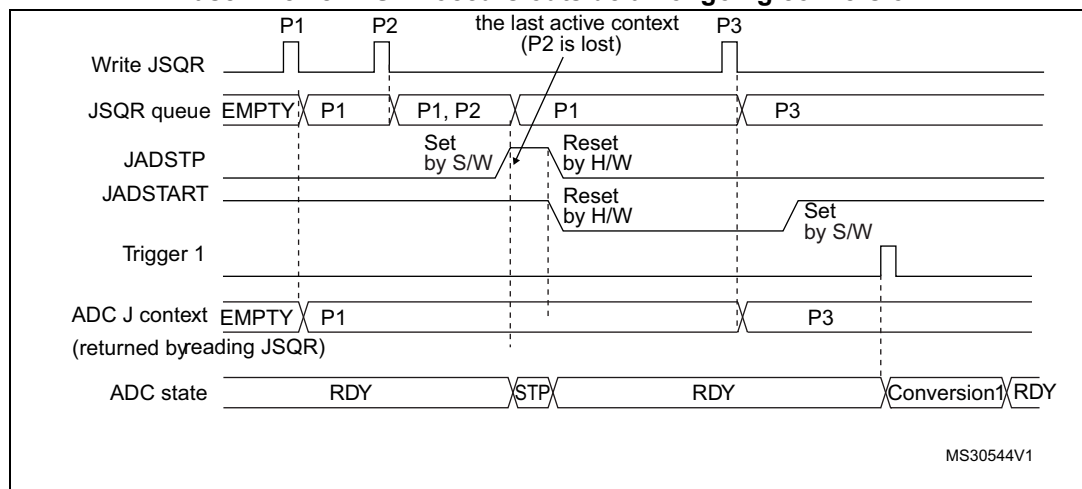 P1 P2 the last active context P3
(P2 is lost)
Write JSQR
JSQR queue EMPTY P1 P1, P2 P1 P3
Set Reset
JADSTP by S/W by H/W
JADSTART Reset
by H/W Set
by S/W
Trigger 1
ADC J context EMPTY P1 P3
(returned by reading JSQR)
ADC state RDY STP RDY Conversion1 RDY
MS30544V1